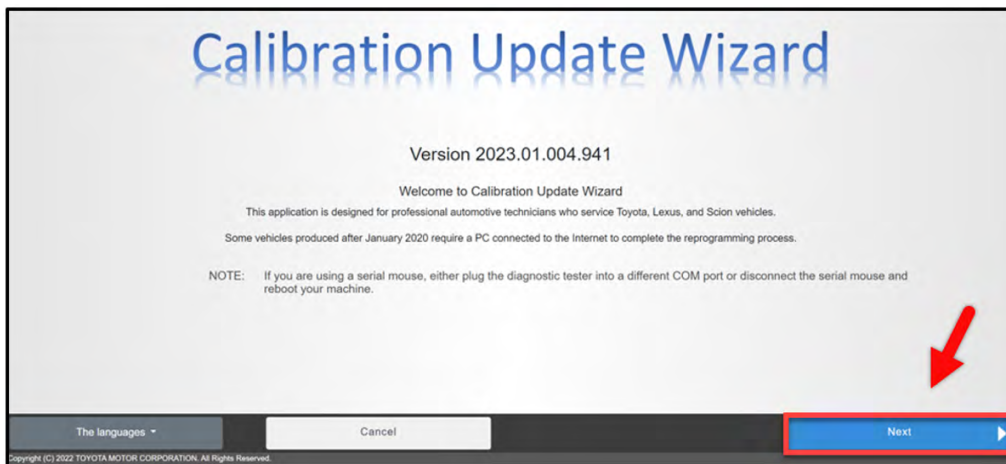 Calibration Update Wizard
Version 2023.01.004.941
Welcome to Calibration Update Wizard
This application is designed for professional automotive technicians who service Toyota, Lexus, and Scion vehicles.
Some vehicles produced after January 2020 require a PC connected to the Internet to complete the reprogramming process.
NOTE: If you are using a serial mouse, either plug the diagnostic tester into a different COM port or disconnect the serial mouse and
reboot your machine.
The languages
Cancel
Next
Copyright (C) 2022 TOYOTA MOTOR CORPORATION. All Rights Reserved.